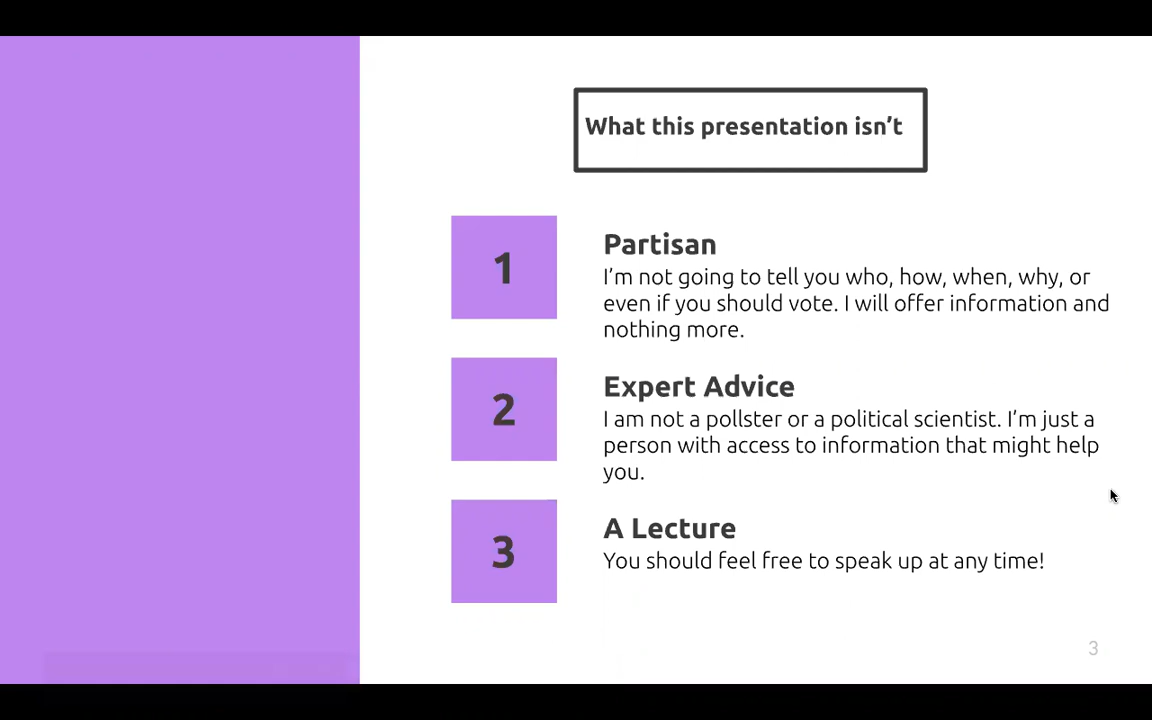 What this presentation isn’t
1
Partisan
I’m not going to tell you who, how, when, why, or
even if you should vote. I will offer information and
nothing more.
2
Expert Advice
I am not a pollster or a political scientist. I’m just a
person with access to information that might help
you.
3
A Lecture
You should feel free to speak up at any time!
3